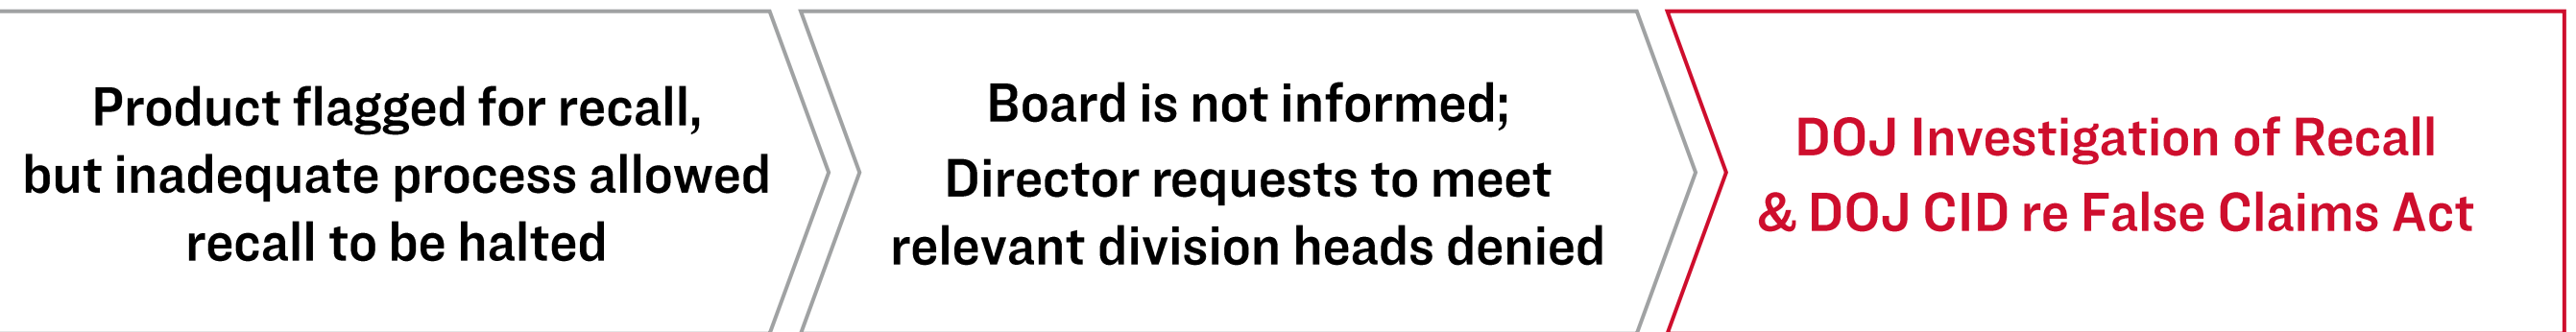 Product flagged for recall,
but inadequate process allowed
recall to be halted
Board is not informed;
Director requests to meet
relevant division heads denied
DOJ Investigation of Recall
& DOJ CID re False Claims Act